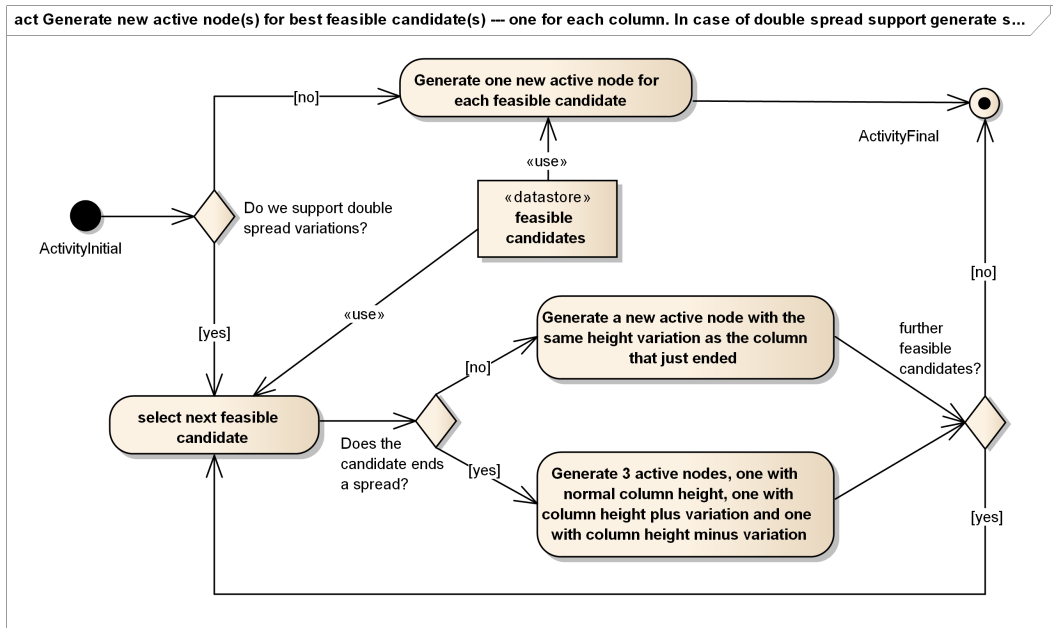 act Generate new active node(s) for best feasible candidate(s) --- one for each column. In case of double spread support generate s...
[no]
Generate one new active node for
each feasible candidate
ActivityFinal
«use»
«datastore»
feasible
candidates
Do we support double
spread variations?
ActivityInitial
[no]
«use»
[yes]
Generate a new active node with the
same height variation as the column
that just ended
further
feasible
candidates?
[no]
select next feasible
candidate
Does the
candidate ends
a spread?
[yes]
Generate 3 active nodes, one with
normal column height, one with
column height plus variation and one
with column height minus variation
[yes]